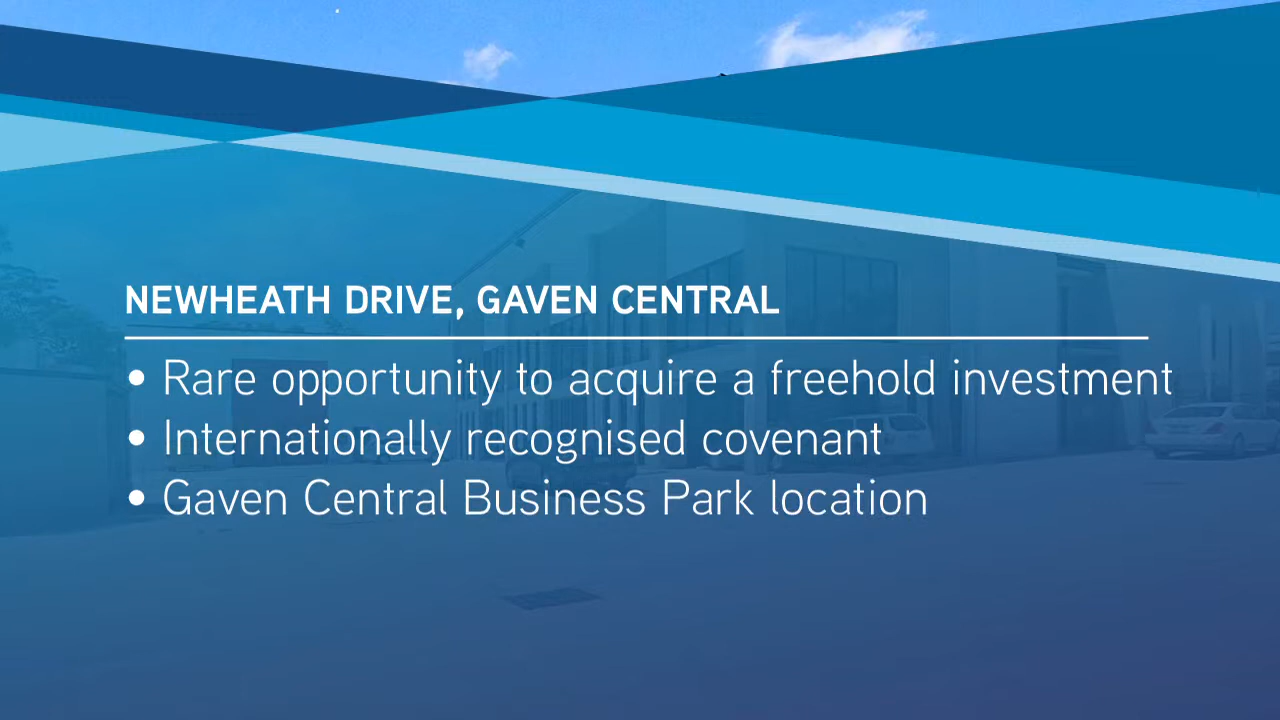 NEWHEATH DRIVE, GAVEN CENTRAL
• Rare opportunity to acquire a freehold investment
• Internationally recognised covenant
• Gaven Central Business Park location